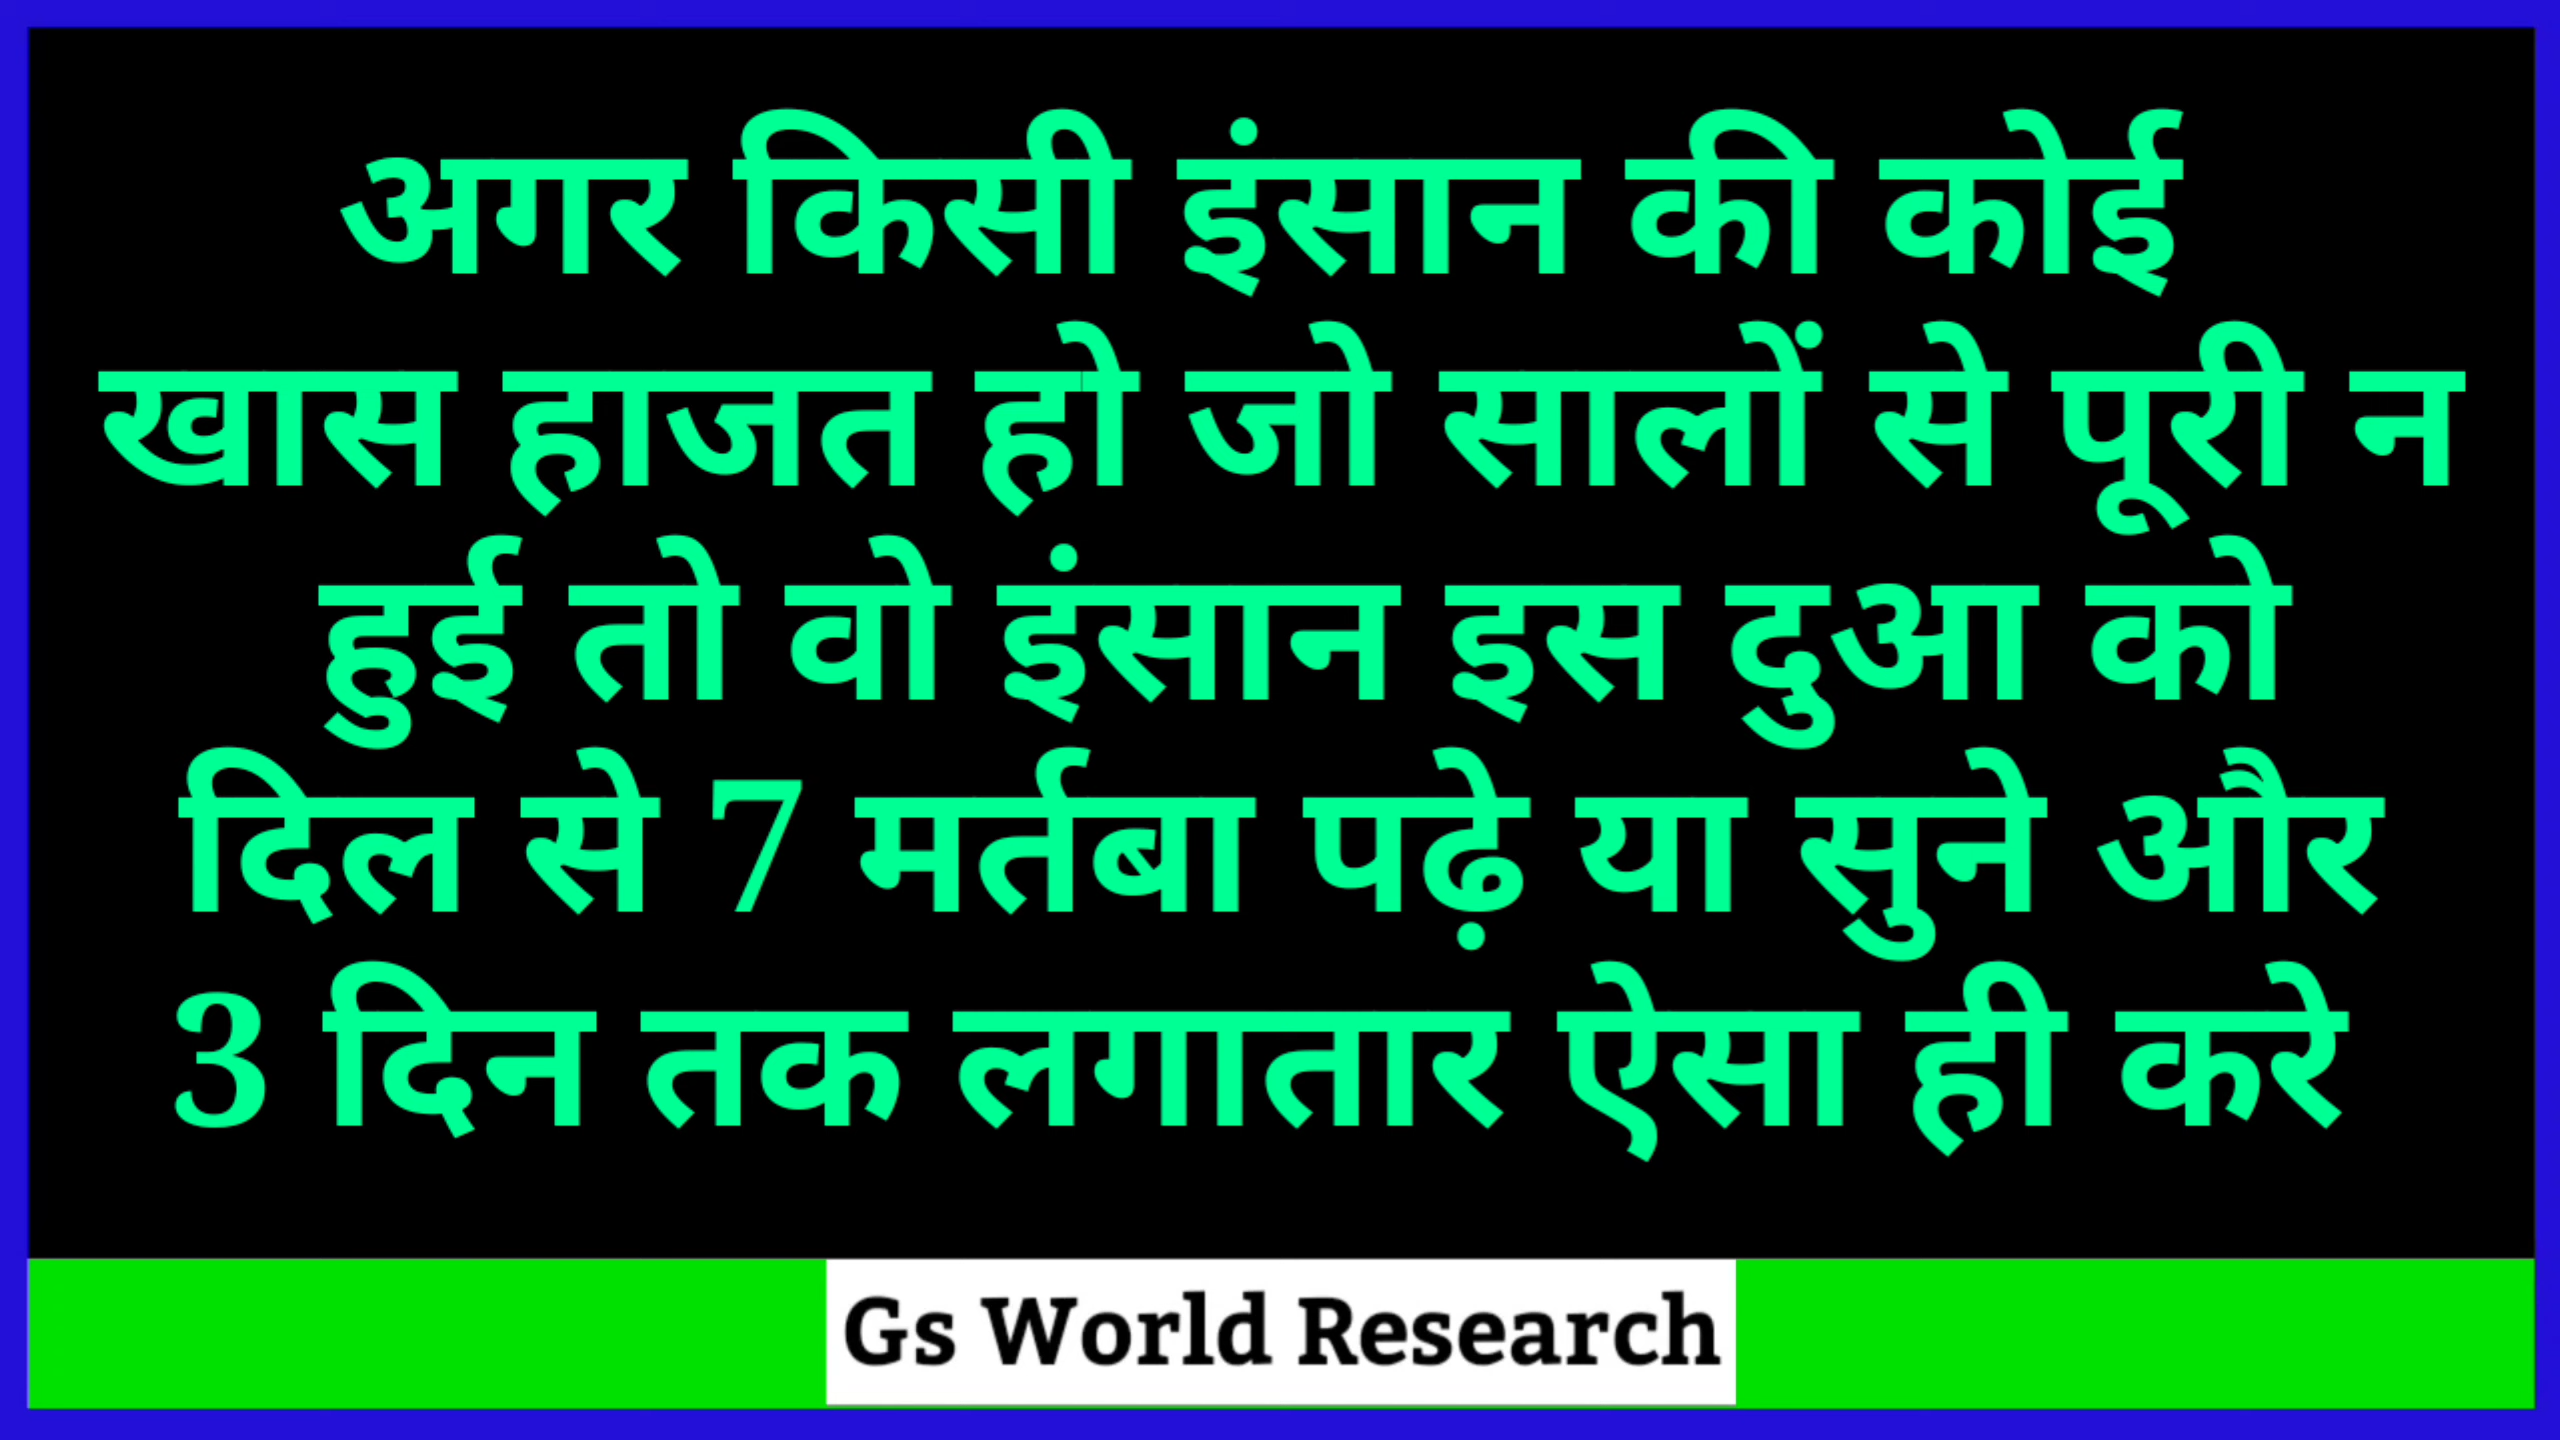 अगर किसी इंसान की कोई
खास हाजत हो जो सालों से पूरी न
हुई तो वो इंसान इस दुआ को
दिल से 7 मर्तबा पढ़े या सुने और
3 दिन तक लगातार ऐसा ही करे
Gs World Research